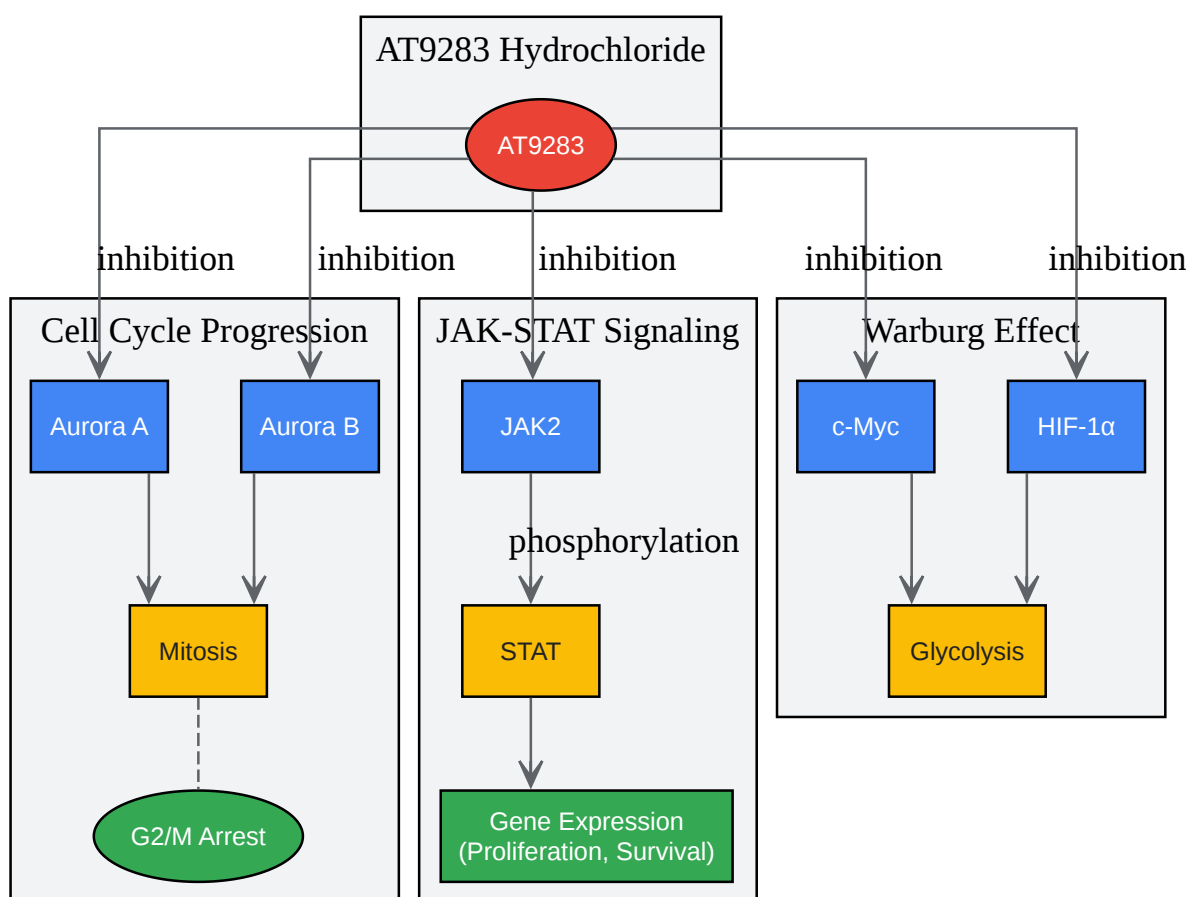 AT9283 Hydrochloride
AT9283
inhibition
inhibition
inhibition
inhibition
inhibition
Cell Cycle Progression
JAK-STAT Signaling
Warburg Effect
Aurora A
Aurora B
JAK2
c-Myc
HIF-1α
phosphorylation
Mitosis
STAT
Glycolysis
G2/M Arrest
Gene Expression
(Proliferation, Survival)